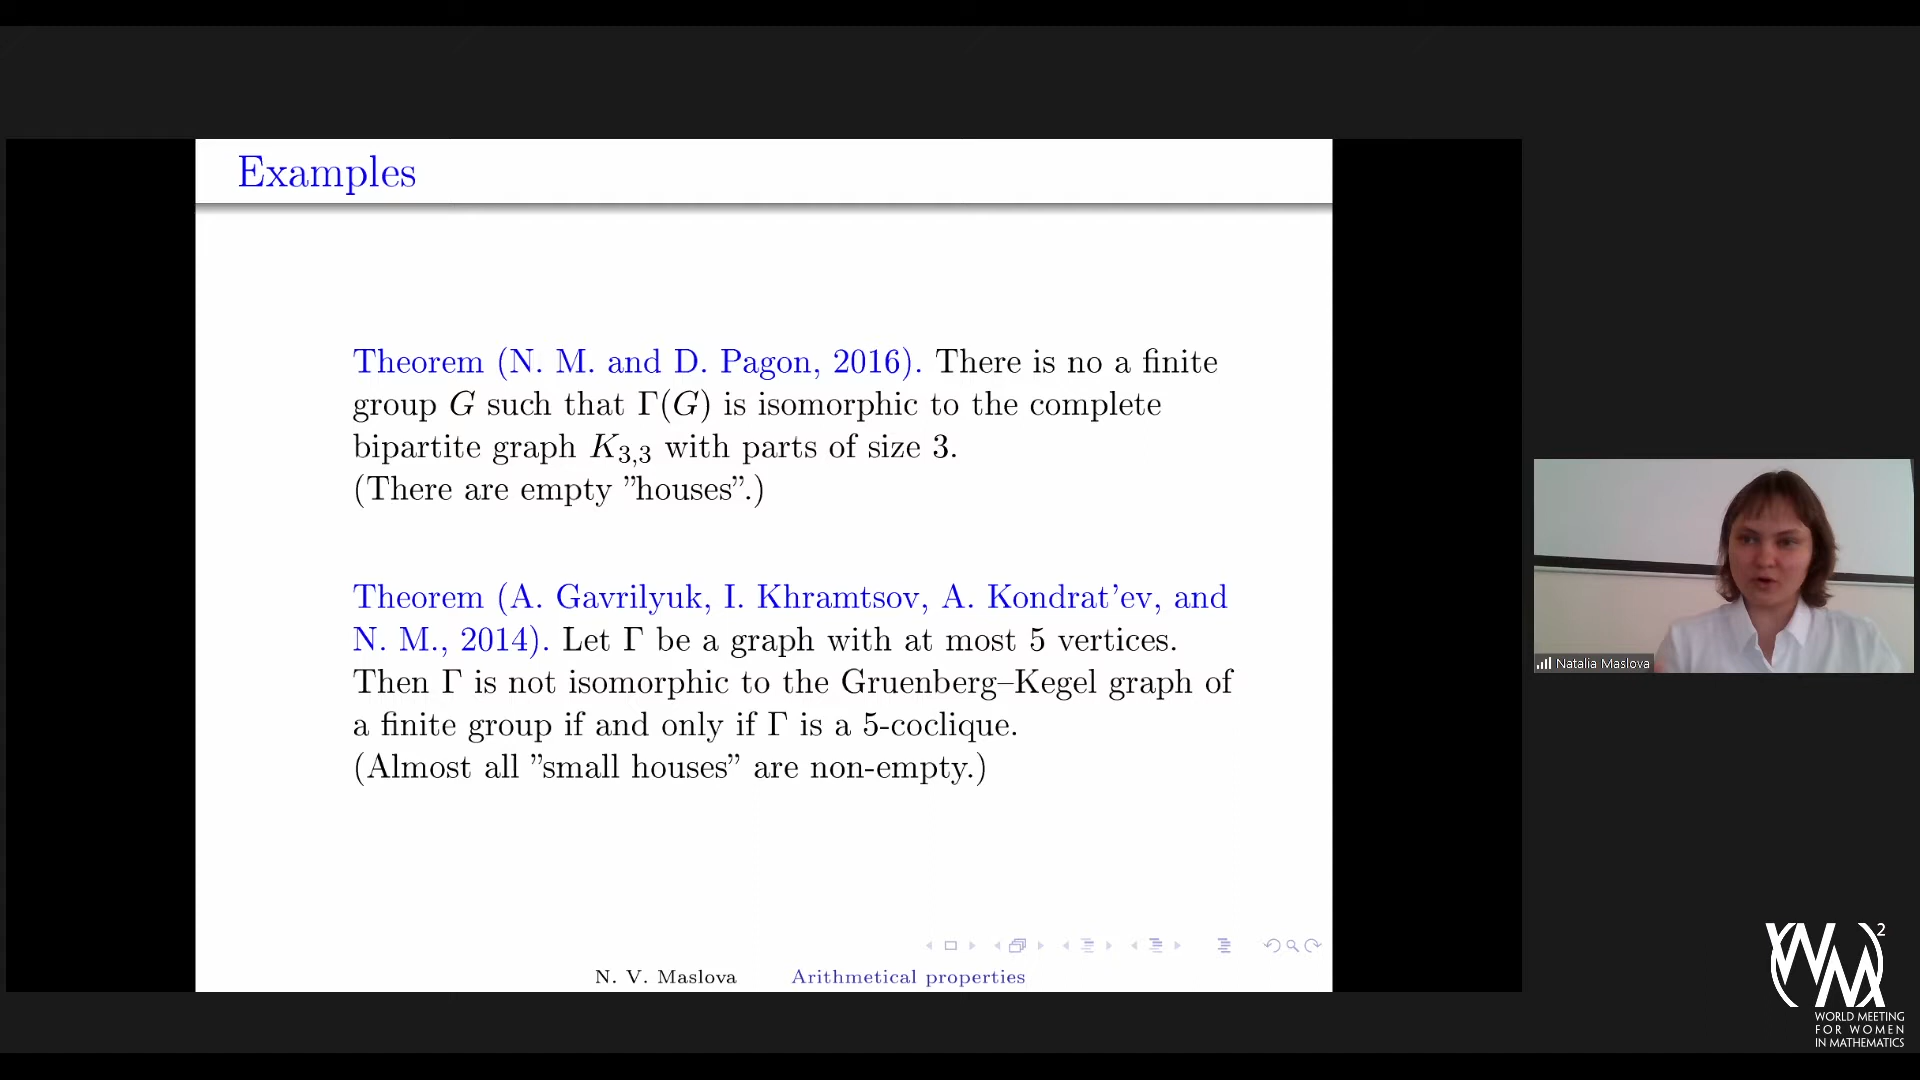 Examples
Theorem (N. M. and D. Pagon, 2016). There is no a finite
group G such that Γ(G) is isomorphic to the complete
bipartite graph K3,3 with parts of size 3.
(There are empty ”houses”.)
Theorem (A. Gavrilyuk, I. Khramtsov, A. Kondrat’ev, and
N. M., 2014). Let Γ be a graph with at most 5 vertices.
Then Γ is not isomorphic to the Gruenberg–Kegel graph of
a finite group if and only if Γ is a 5-coclique.
(Almost all ”small houses” are non-empty.)
N. V. Maslova Arithmetical properties
Natalia Maslova
(WM)²
WORLD MEETING
FOR WOMEN
IN MATHEMATICS